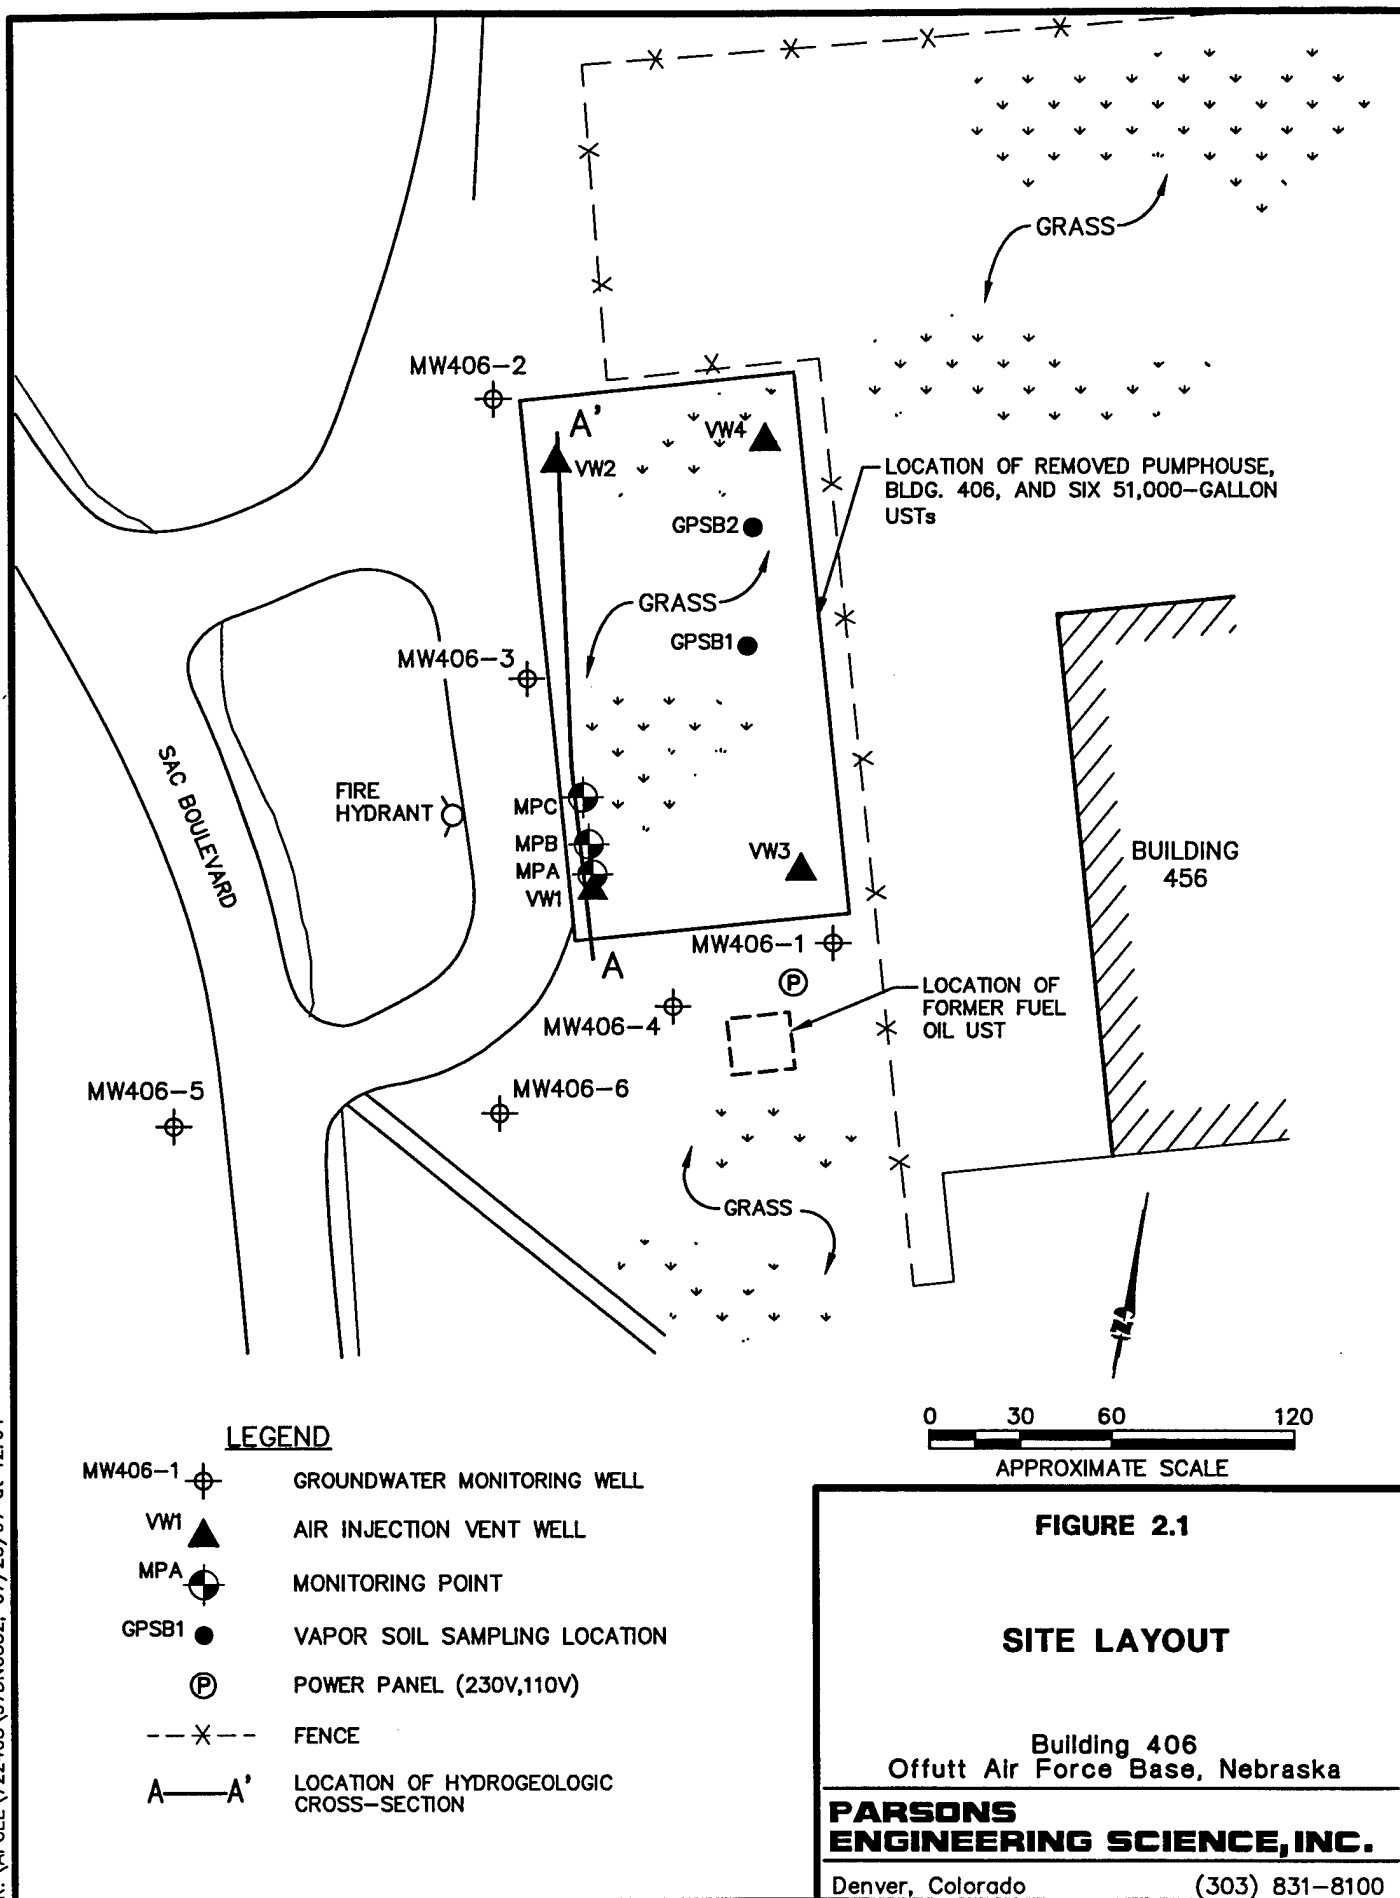 GRASS
MW406-2
A'
VW4
VW2
LOCATION OF REMOVED PUMPHOUSE,
BLDG. 406, AND SIX 51,000-GALLON
USTs
GPSB2
GRASS
GPSB1
MW406-3
SAC BOULEVARD
FIRE
HYDRANT
MPC
MPB
MPA
VW1
VW3
BUILDING
456
MW406-1
A
P
LOCATION OF
FORMER FUEL
OIL UST
MW406-4
MW406-5
MW406-6
GRASS
N
0 30 60 120
APPROXIMATE SCALE
LEGEND
MW406-1 GROUNDWATER MONITORING WELL
VW1 AIR INJECTION VENT WELL
MPA MONITORING POINT
GPSB1 VAPOR SOIL SAMPLING LOCATION
P POWER PANEL (230V,110V)
FENCE
A A' LOCATION OF HYDROGEOLOGIC
CROSS-SECTION
FIGURE 2.1
SITE LAYOUT
Building 406
Offutt Air Force Base, Nebraska
PARSONS
ENGINEERING SCIENCE, INC.
Denver, Colorado (303) 831-8100